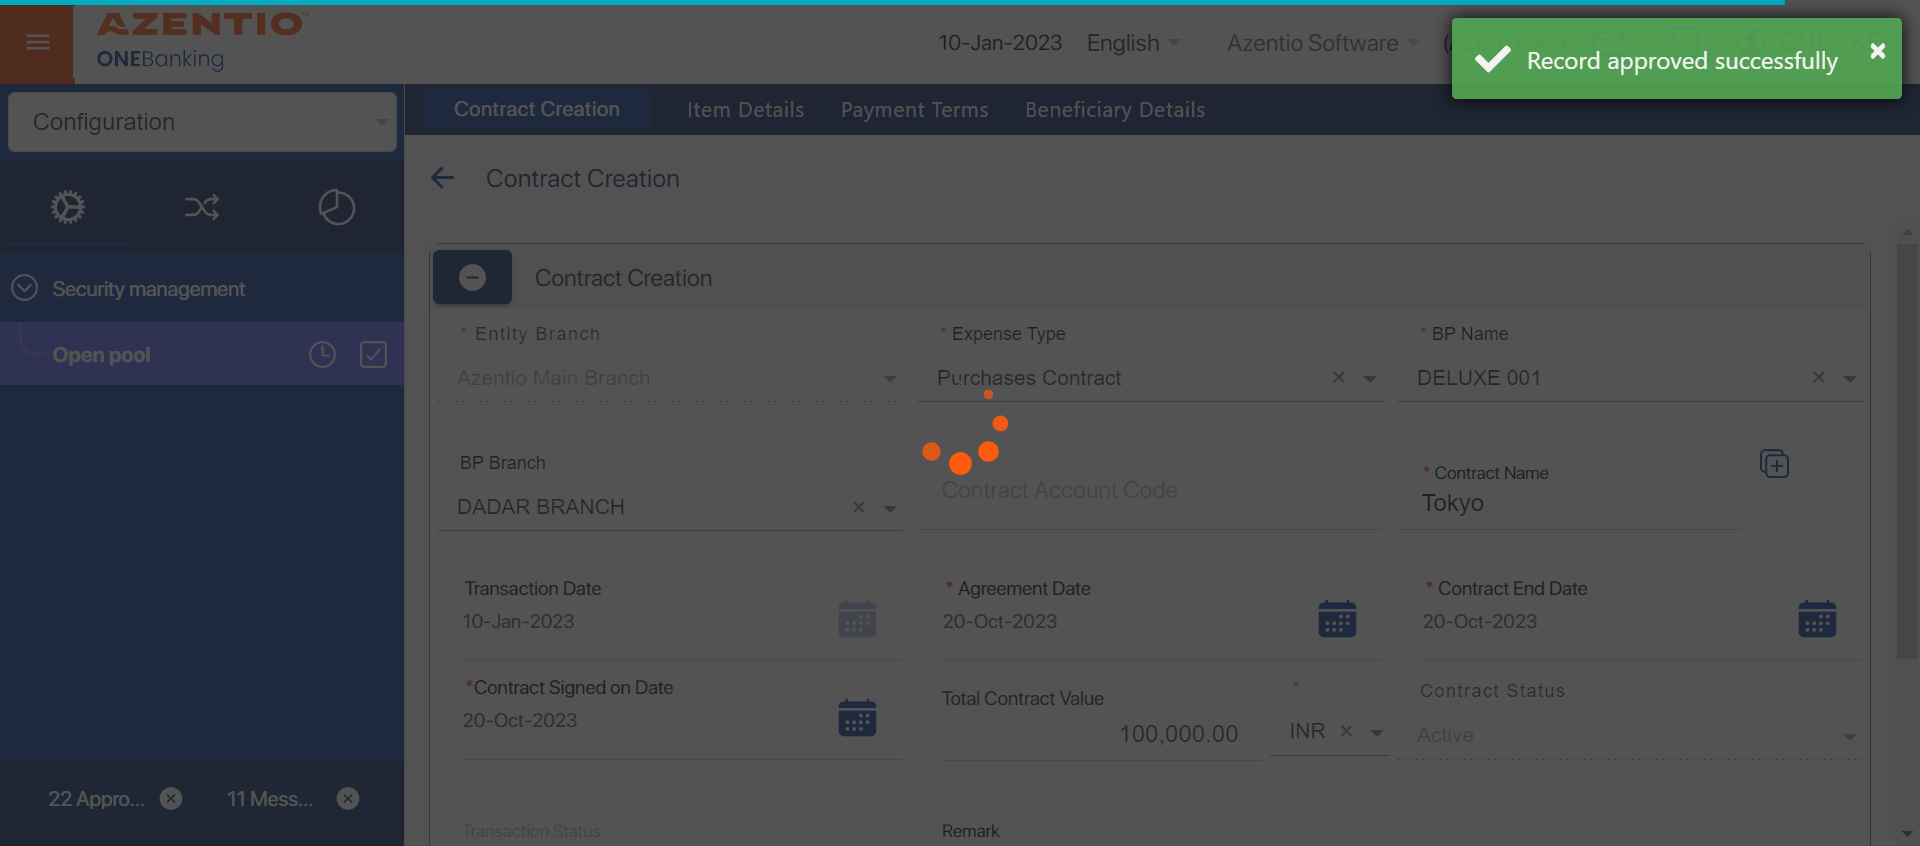 AZENTIO
ONEBanking
10-Jan-2023 English Azentio Software
Record approved successfully
Configuration
Contract Creation Item Details Payment Terms Beneficiary Details
Contract Creation
Security management
Open pool
Contract Creation
* Entity Branch
Azentio Main Branch
* Expense Type
Purchases Contract
* BP Name
DELUXE 001
BP Branch
DADAR BRANCH
Contract Account Code
* Contract Name
Tokyo
Transaction Date
10-Jan-2023
* Agreement Date
20-Oct-2023
* Contract End Date
20-Oct-2023
*Contract Signed on Date
20-Oct-2023
Total Contract Value
100,000.00
*
INR
Contract Status
Active
22 Appro...
11 Mess...
Transaction Status
Remark